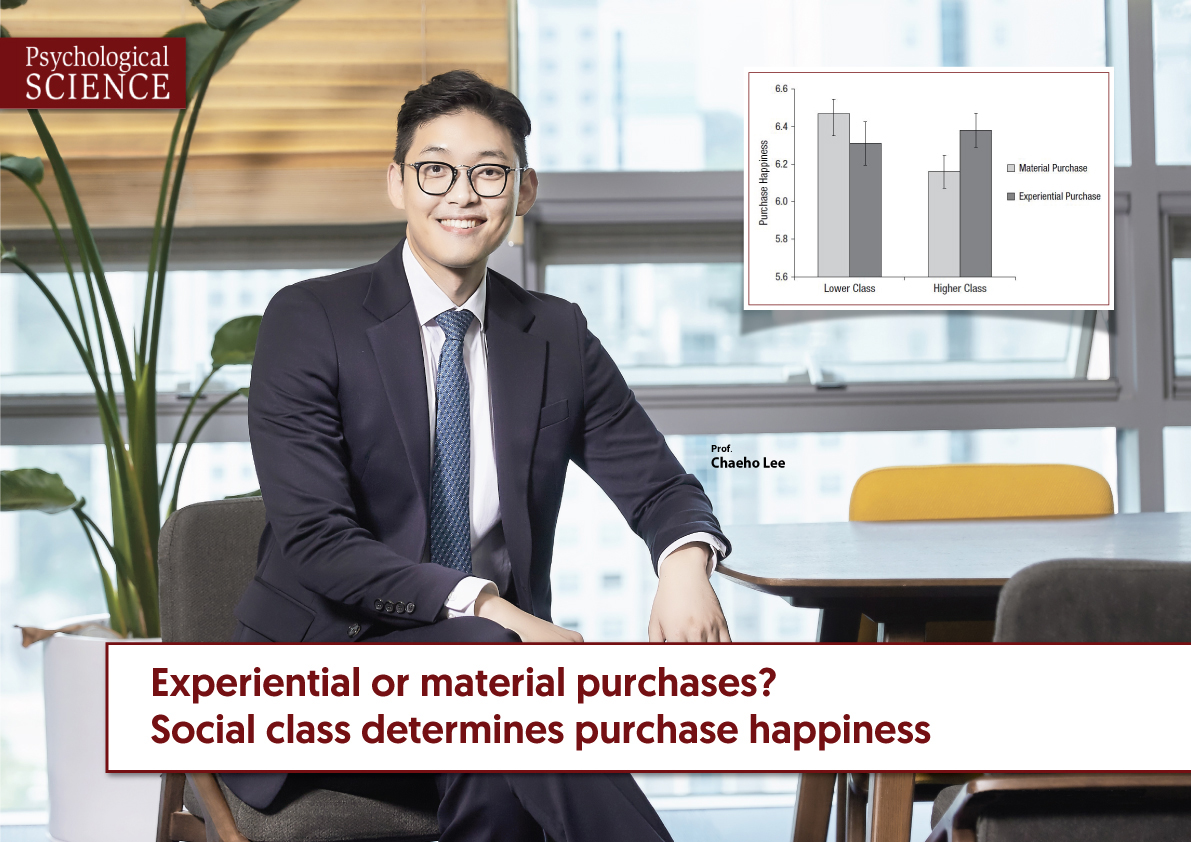 Psychological
SCIENCE
6.6
6.4
6.2
6.0
5.8
5.6
Purchase Happiness
Lower Class
Higher Class
Material Purchase
Experiential Purchase
Prof.
Chaeho Lee
Experiential or material purchases?
Social class determines purchase happiness